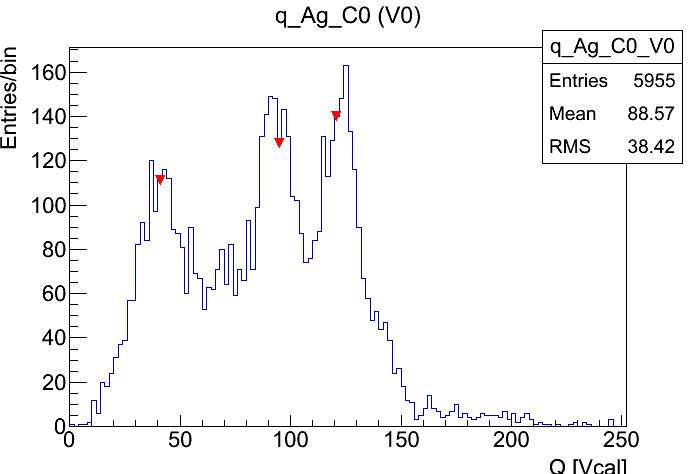 q_Ag_C0 (V0)
q_Ag_C0_V0
Entries 5955
Mean 88.57
RMS 38.42
Entries/bin
160
140
120
100
80
60
40
20
0
0 50 100 150 200 250
Q [Vcal]